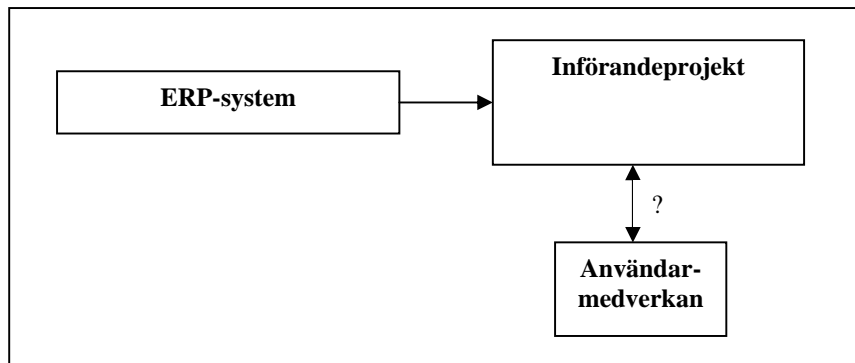 Införandeprojekt
ERP-system
?
Användar-
medverkan